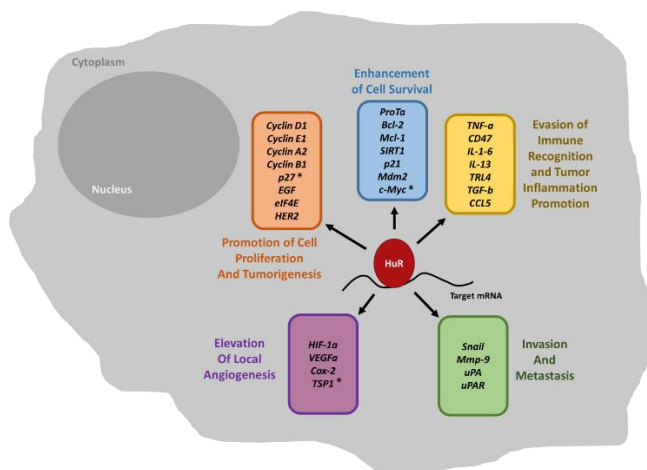 Cytoplasm
Nucleus
Enhancement
of Cell Survival
Cyclin D1
Cyclin E1
Cyclin A2
Cyclin B1
p27 *
EGF
eIF4E
HER2
Promotion of Cell
Proliferation
And Tumorigenesis
ProTa
Bcl-2
Mcl-1
SIRT1
p21
Mdm2
c-Myc *
TNF-a
CD47
IL-1-6
IL-13
TRL4
TGF-b
CCL5
Evasion of
Immune
Recognition
and Tumor
Inflammation
Promotion
HuR
Target mRNA
Elevation
Of Local
Angiogenesis
HIF-1a
VEGFa
Cox-2
TSP1 *
Snail
Mmp-9
uPA
uPAR
Invasion
And
Metastasis